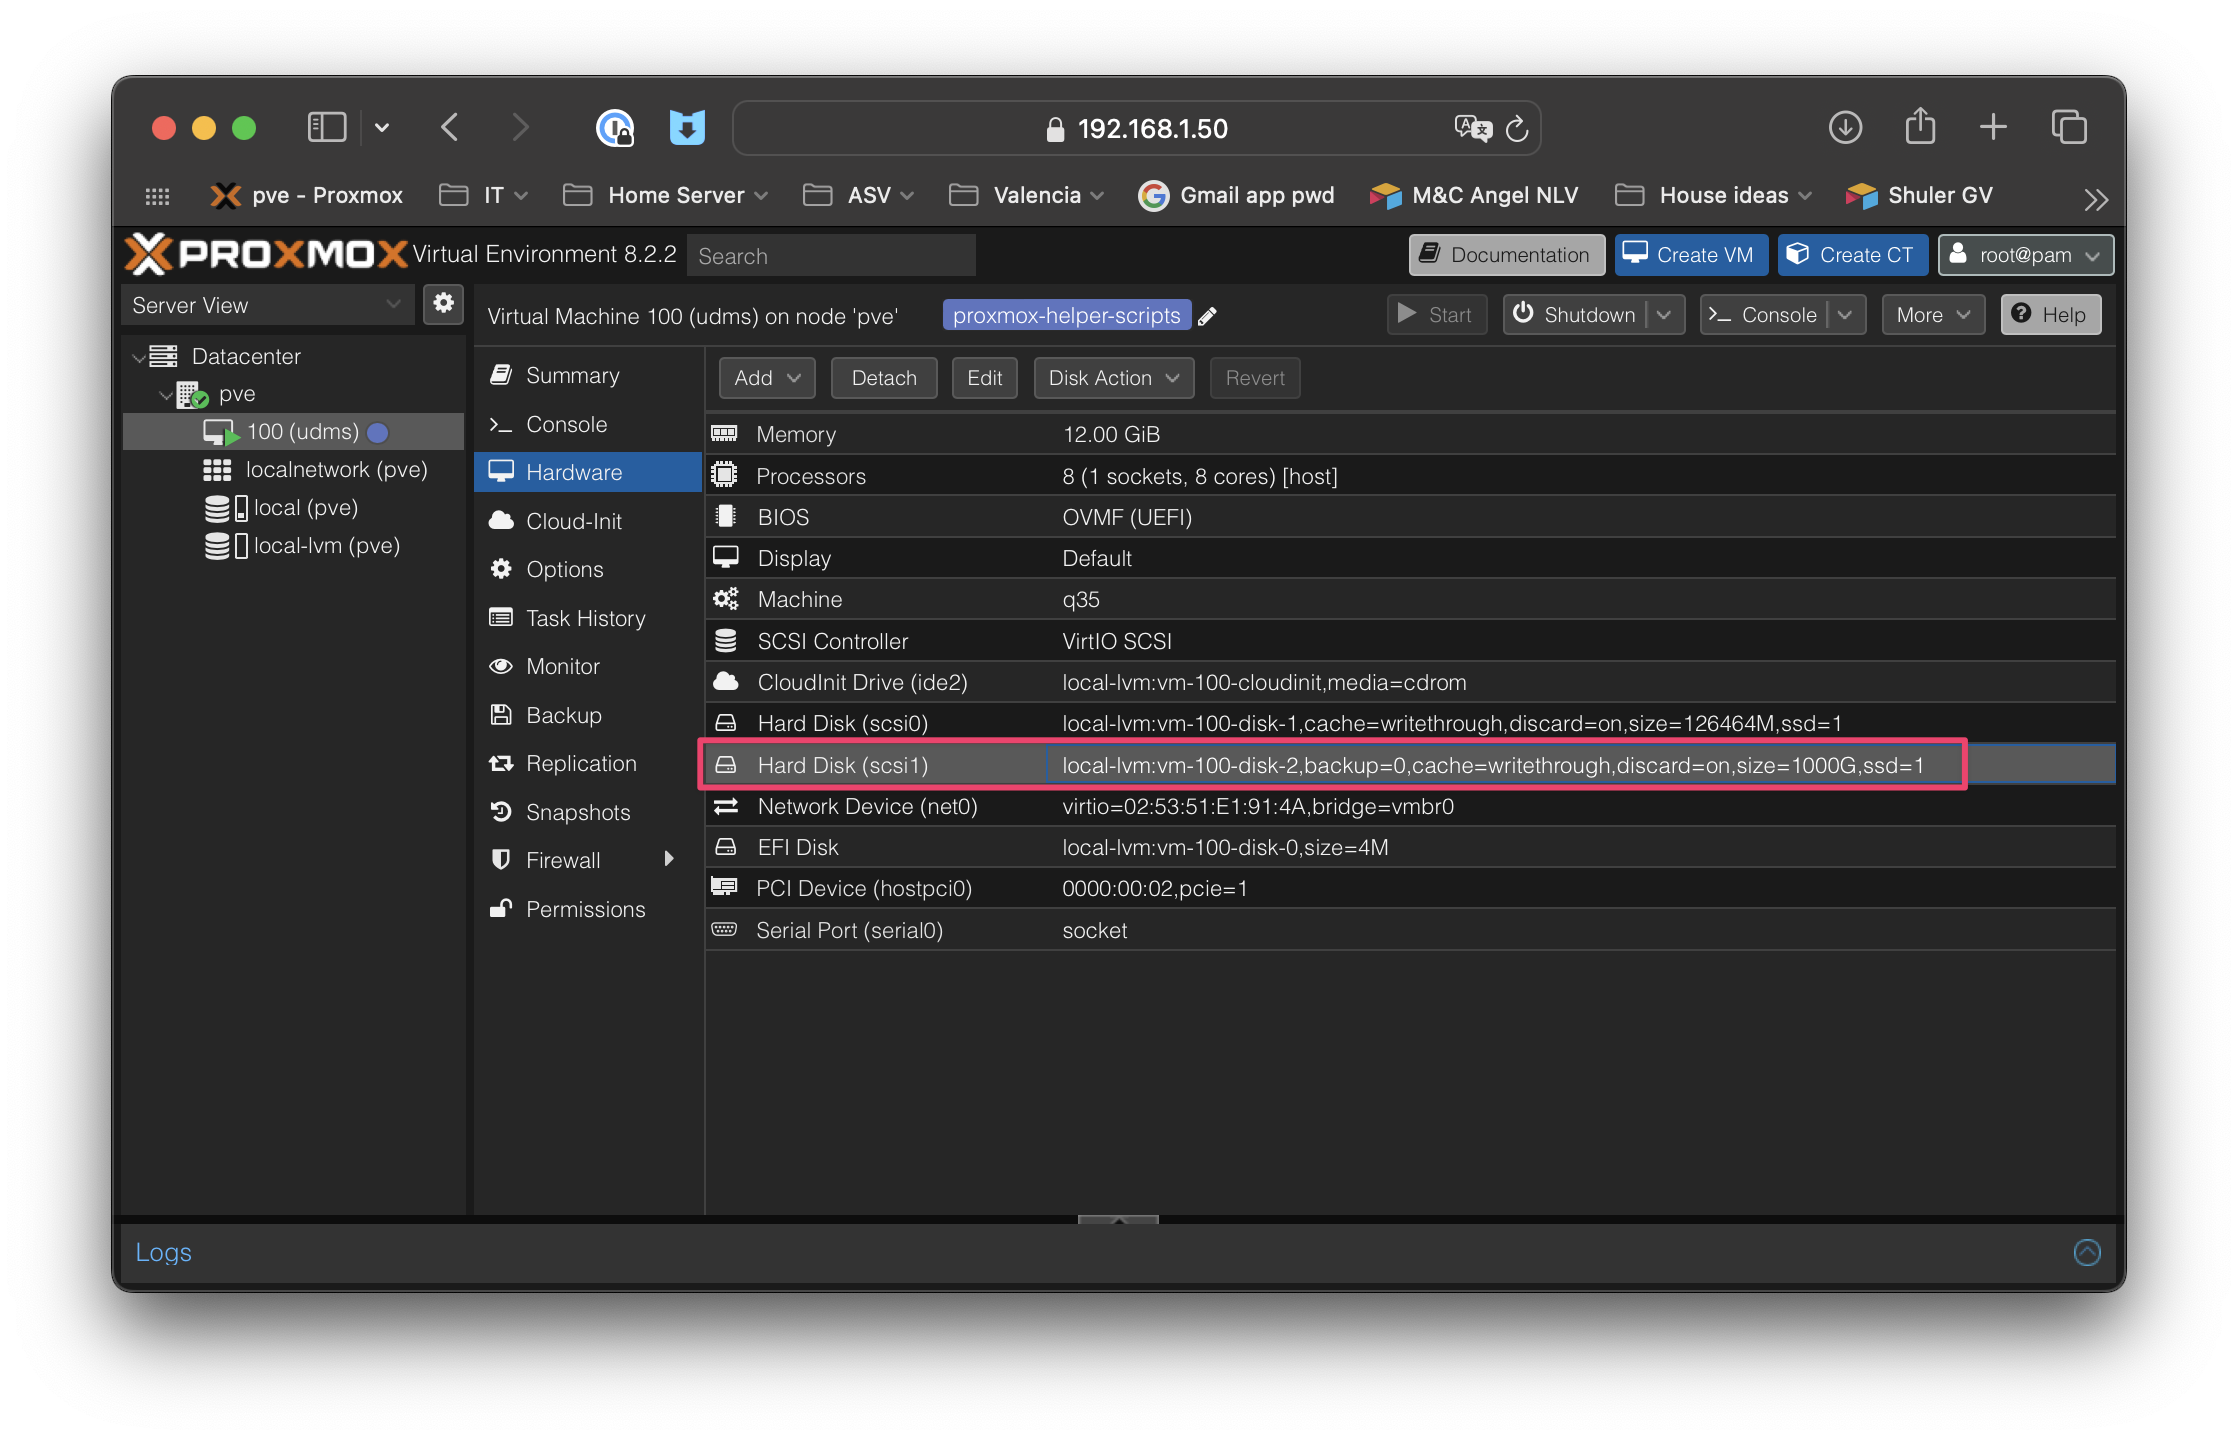 192.168.1.50
pve - Proxmox IT Home Server ASV Valencia Gmail app pwd M&C Angel NLV House ideas Shuler GV
PROXMOX Virtual Environment 8.2.2 Search Documentation Create VM Create CT root@pam
Server View
Virtual Machine 100 (udms) on node 'pve' proxmox-helper-scripts Start Shutdown Console More Help
Datacenter
pve
100 (udms)
localnetwork (pve)
local (pve)
local-lvm (pve)
Summary
Console
Hardware
Cloud-Init
Options
Task History
Monitor
Backup
Replication
Snapshots
Firewall
Permissions
Add Detach Edit Disk Action Revert
Memory 12.00 GiB
Processors 8 (1 sockets, 8 cores) [host]
BIOS OVMF (UEFI)
Display Default
Machine q35
SCSI Controller VirtIO SCSI
CloudInit Drive (ide2) local-lvm:vm-100-cloudinit,media=cdrom
Hard Disk (scsi0) local-lvm:vm-100-disk-1,cache=writethrough,discard=on,size=126464M,ssd=1
Hard Disk (scsi1) local-lvm:vm-100-disk-2,backup=0,cache=writethrough,discard=on,size=1000G,ssd=1
Network Device (net0) virtio=02:53:51:E1:91:4A,bridge=vmbr0
EFI Disk local-lvm:vm-100-disk-0,size=4M
PCI Device (hostpci0) 0000:00:02,pcie=1
Serial Port (serial0) socket
Logs